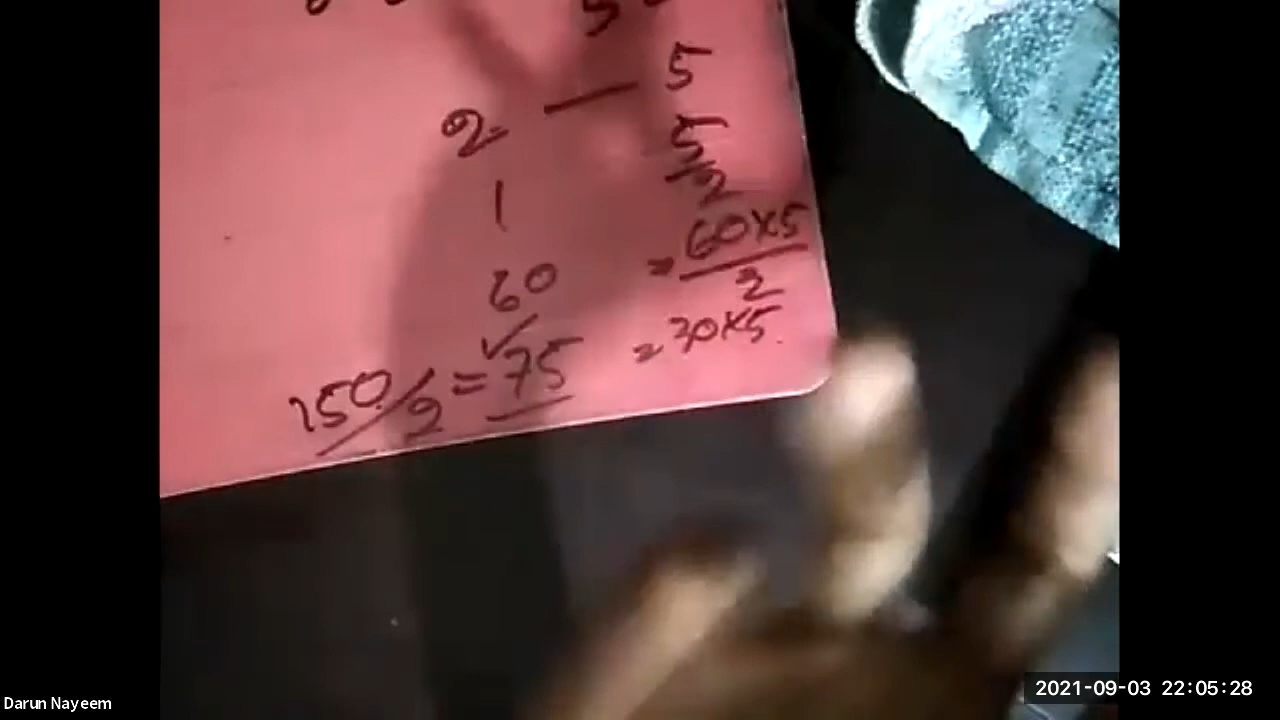 5
2 — 5
1 5/2
60 = 60×5/2
75 = 30×5
150/2 = 75
Darun Nayeem
2021-09-03 22:05:28